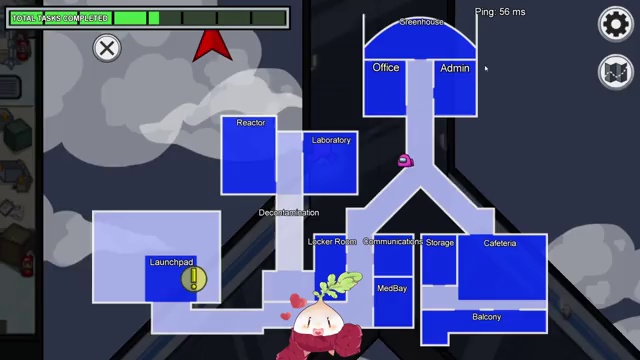 TOTAL TASKS COMPLETED
Ping: 56 ms
Greenhouse
Office
Admin
Reactor
Laboratory
Decontamination
Locker Room
Communications
Storage
Cafeteria
Launchpad
MedBay
Balcony